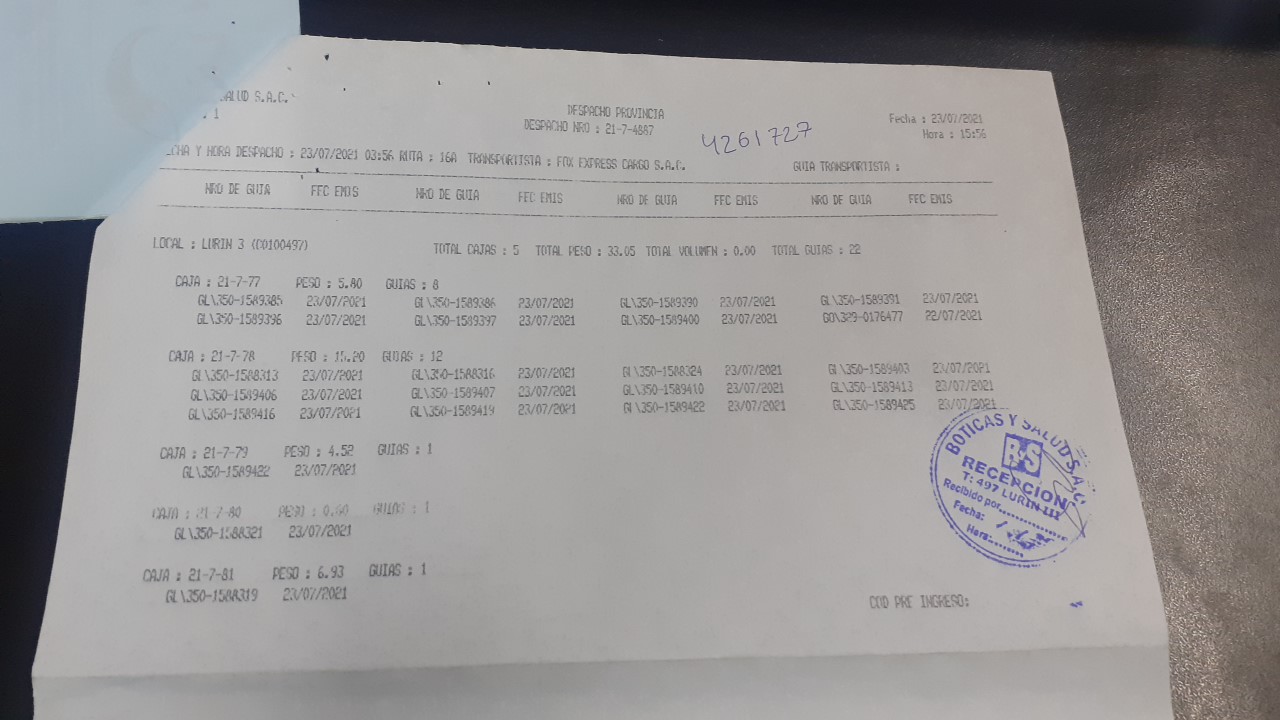 ALUD S.A.C.
. 1
DESPACHO PROVINCIA
DESPACHO NRO : 21-7-4887
4261727
Fecha : 23/07/2021
Hora : 15:56
CHA Y HORA DESPACHO : 23/07/2021 03:56 RUTA : 16A TRANSPORTISTA : FOX EXPRESS CARGO S.A.C. GUIA TRANSPORTISTA :
NRO DE GUIA FEC EMIS NRO DE GUIA FEC EMIS NRO DE GUIA FEC EMIS NRO DE GUIA FEC EMIS
LOCAL : LURIN 3 (C0100497) TOTAL CAJAS : 5 TOTAL PESO : 33.05 TOTAL VOLUMEN : 0.00 TOTAL GUIAS : 22
CAJA : 21-7-77 PESO : 5.80 GUIAS : 8
GL\350-1589385 23/07/2021 GL\350-1589386 23/07/2021 GL\350-1589390 23/07/2021 GL\350-1589391 23/07/2021
GL\350-1589396 23/07/2021 GL\350-1589397 23/07/2021 GL\350-1589400 23/07/2021 GO\329-0176477 22/07/2021
CAJA : 21-7-78 PESO : 15.20 GUIAS : 12
GL\350-1588313 23/07/2021 GL\350-1588316 23/07/2021 GL\350-1588324 23/07/2021 GL\350-1589403 23/07/2021
GL\350-1589406 23/07/2021 GL\350-1589407 23/07/2021 GL\350-1589410 23/07/2021 GL\350-1589413 23/07/2021
GL\350-1589416 23/07/2021 GL\350-1589419 23/07/2021 GL\350-1589422 23/07/2021 GL\350-1589425 23/07/2021
CAJA : 21-7-79 PESO : 4.52 GUIAS : 1
GL\350-1589422 23/07/2021
CAJA : 21-7-80 PESO : 0.60 GUIAS : 1
GL\350-1588321 23/07/2021
CAJA : 21-7-81 PESO : 6.93 GUIAS : 1
GL\350-1588319 23/07/2021
BOTICAS Y SALUD S.A.C.
BS
RECEPCION
T: 497 LURIN III
Recibido por
Fecha:
Hora:
COD PRE INGRESO: